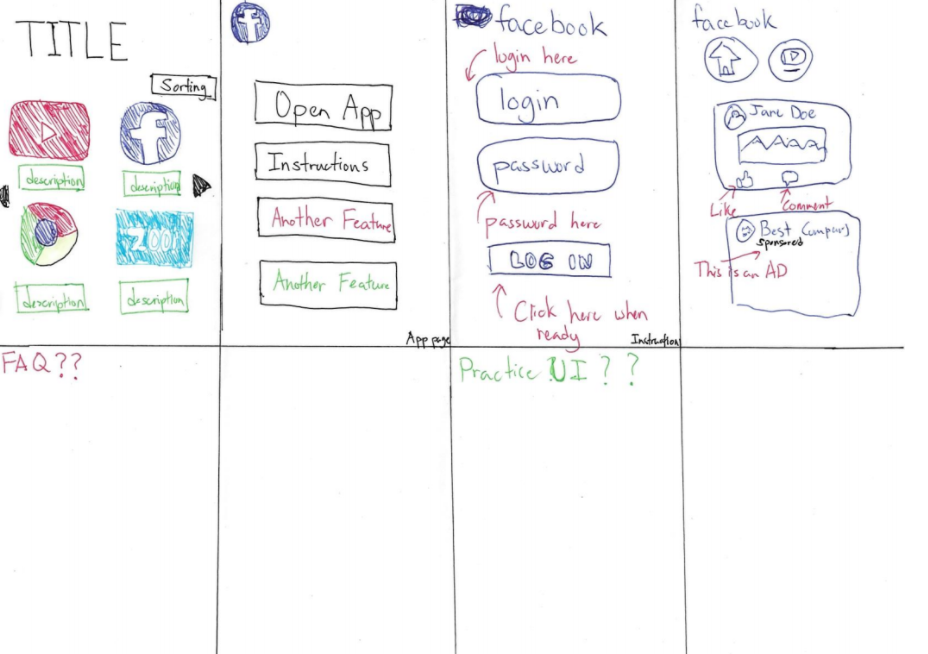 TITLE
Sorting
description
description
zoom
description
description
Open App
Instructions
Another Feature
Another Feature
App page
facebook
login here
login
password
password here
LOG IN
Click here when
ready
Instruction
facebook
Jane Doe
Like
Comment
Best Company
sponsored
This is an AD
FAQ??
Practice UI??